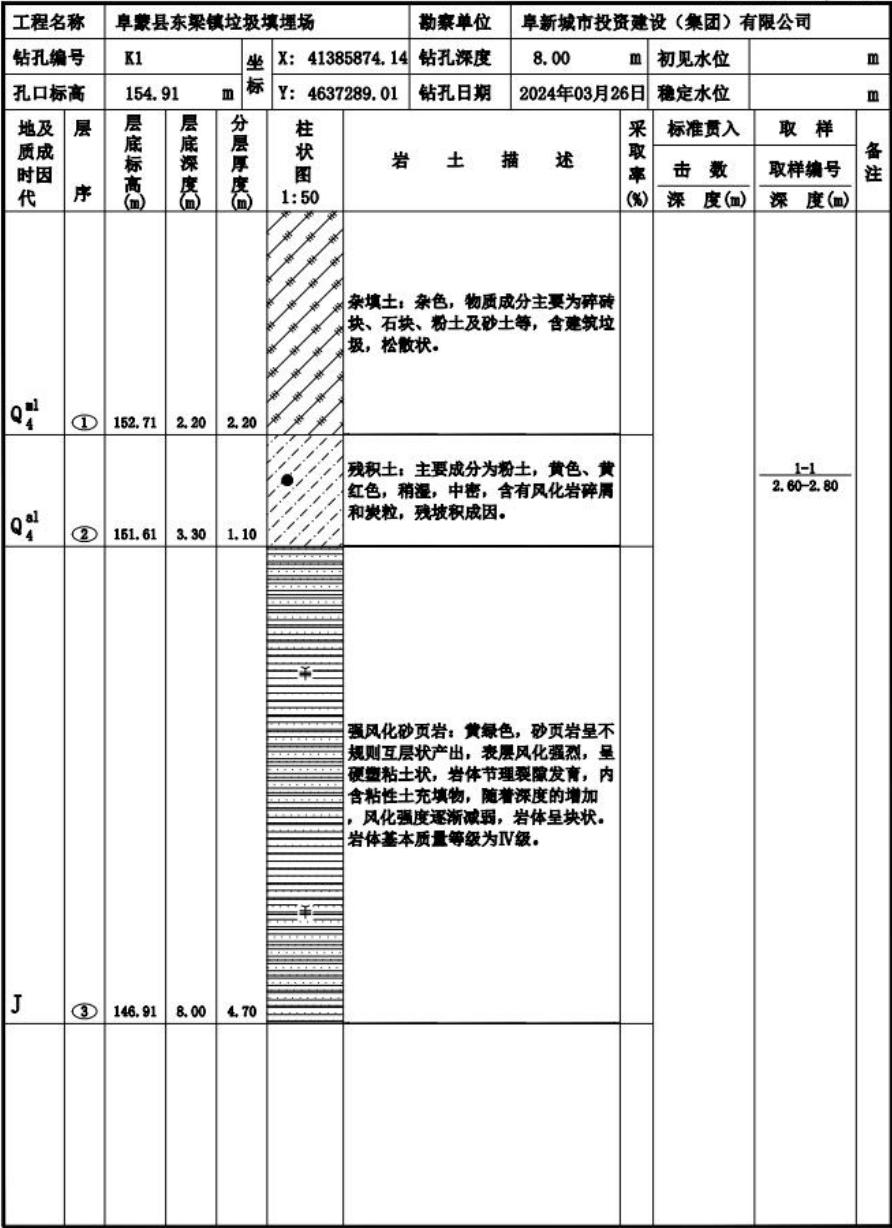 工程名称 阜蒙县东梁镇垃圾填埋场 勘察单位 阜新城市投资建设（集团）有限公司
钻孔编号 K1 坐标 X: 41385874.14 钻孔深度 8.00 m 初见水位 m
孔口标高 154.91 m Y: 4637289.01 钻孔日期 2024年03月26日 稳定水位 m
地质时代及成因 层序 层底标高(m) 层底深度(m) 分层厚度(m) 柱状图 1:50 岩 土 描 述 采取率(%) 标准贯入 取 样 备注
击 数 取样编号
深 度(m) 深 度(m)
杂填土：杂色，物质成分主要为碎砖
块、石块、粉土及砂土等，含建筑垃
圾，松散状。
Q4ml ① 152.71 2.20 2.20
残积土：主要成分为粉土，黄色、黄
红色，稍湿，中密，含有风化岩碎屑
和炭粒，残坡积成因。
1-1
2.60-2.80
Q4al ② 151.61 3.30 1.10
强风化砂页岩：黄绿色，砂页岩呈不
规则互层状产出，表层风化强烈，呈
硬塑粘土状，岩体节理裂隙发育，内
含粘性土充填物，随着深度的增加
，风化强度逐渐减弱，岩体呈块状。
岩体基本质量等级为Ⅳ级。
J ③ 146.91 8.00 4.70